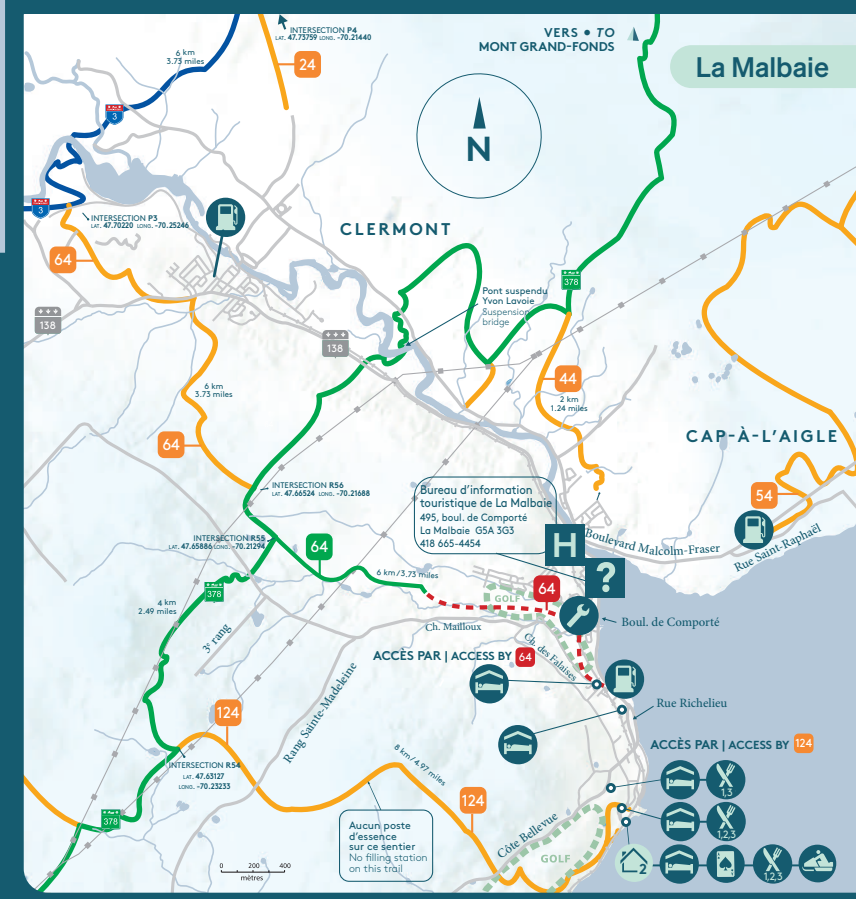 INTERSECTION P4
LAT. 47.73759 LONG. -70.21440
VERS • TO
MONT GRAND-FONDS
La Malbaie
6 km
3.73 miles
24
3
N
3
INTERSECTION P3
LAT. 47.70220 LONG. -70.25246
CLERMONT
64
378
Pont suspendu
Yvon Lavoie
Suspension
bridge
138
138
6 km
3.73 miles
44
2 km
1.24 miles
64
CAP-À-L'AIGLE
INTERSECTION R56
LAT. 47.66524 LONG. -70.21688
Bureau d'information
touristique de La Malbaie
495, boul. de Comporté
La Malbaie G5A 3G3
418 665-4454
54
INTERSECTION R55
LAT. 47.65886 LONG. -70.21294
64
H
Boulevard Malcolm-Fraser
Rue Saint-Raphaël
6 km/3.73 miles
?
64
GOLF
378
4 km
2.49 miles
3e rang
Ch. Mailloux
Boul. de Comporté
Ch. des Falaises
ACCÈS PAR | ACCESS BY 64
Rang Sainte-Madeleine
Rue Richelieu
124
ACCÈS PAR | ACCESS BY 124
INTERSECTION R54
LAT. 47.63127
LONG. -70.23233
8 km/4.97 miles
1,3
124
378
Aucun poste
d'essence
sur ce sentier
No filling station
on this trail
Côte Bellevue
1,2,3
GOLF
2
1,2,3
0 200 400
mètres